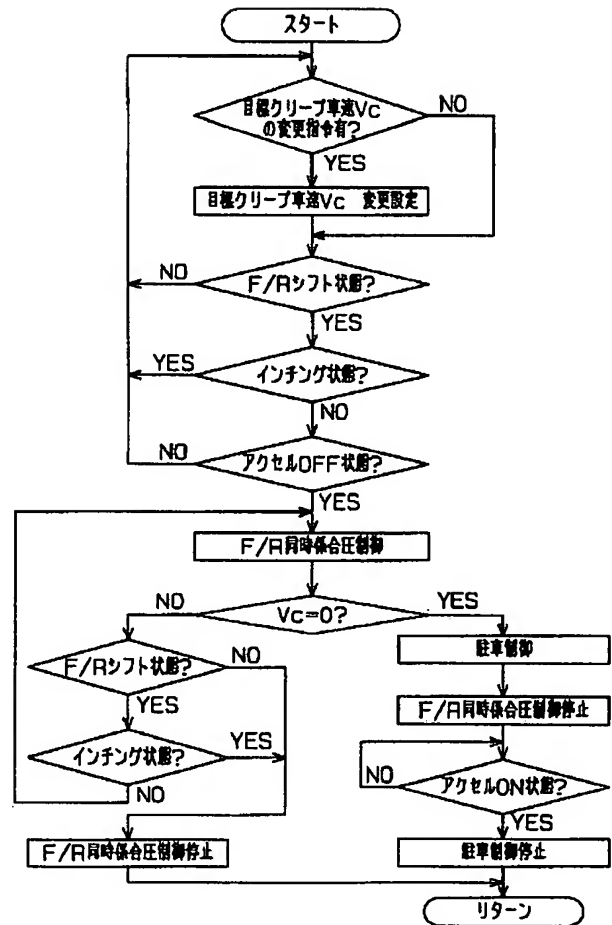 スタート
目標クリープ車速Vc
の変更指令有?
NO
YES
目標クリープ車速Vc 変更設定
NO
F/Rシフト状態?
YES
YES
インチング状態?
NO
NO
アクセルOFF状態?
YES
F/R同時係合圧制御
NO
Vc=0?
YES
F/Rシフト状態?
NO
YES
インチング状態?
YES
NO
F/R同時係合圧制御停止
駐車制御
F/R同時係合圧制御停止
NO
アクセルON状態?
YES
駐車制御停止
リターン